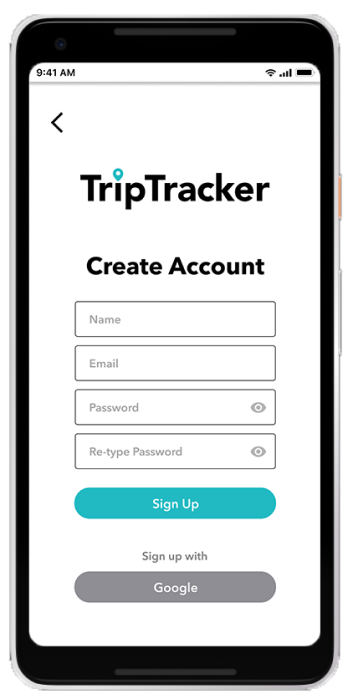 9:41 AM
TripTracker
Create Account
Name
Email
Password
Re-type Password
Sign Up
Sign up with
Google